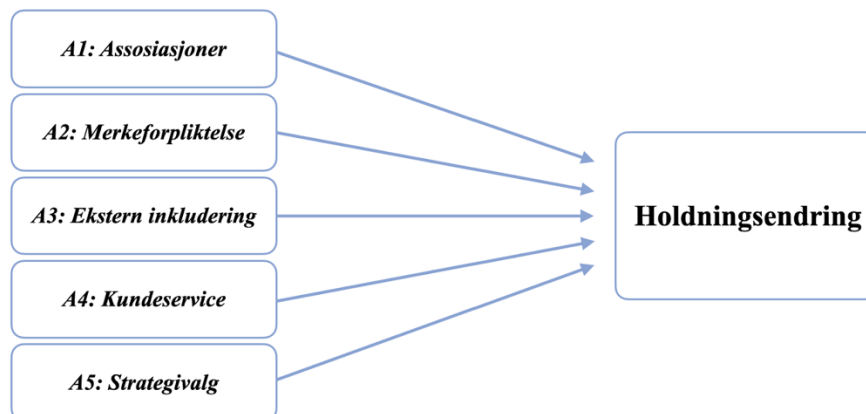 A1: Assosiasjoner
A2: Merkeforpliktelse
A3: Ekstern inkludering
A4: Kundeservice
A5: Strategivalg
Holdningsendring